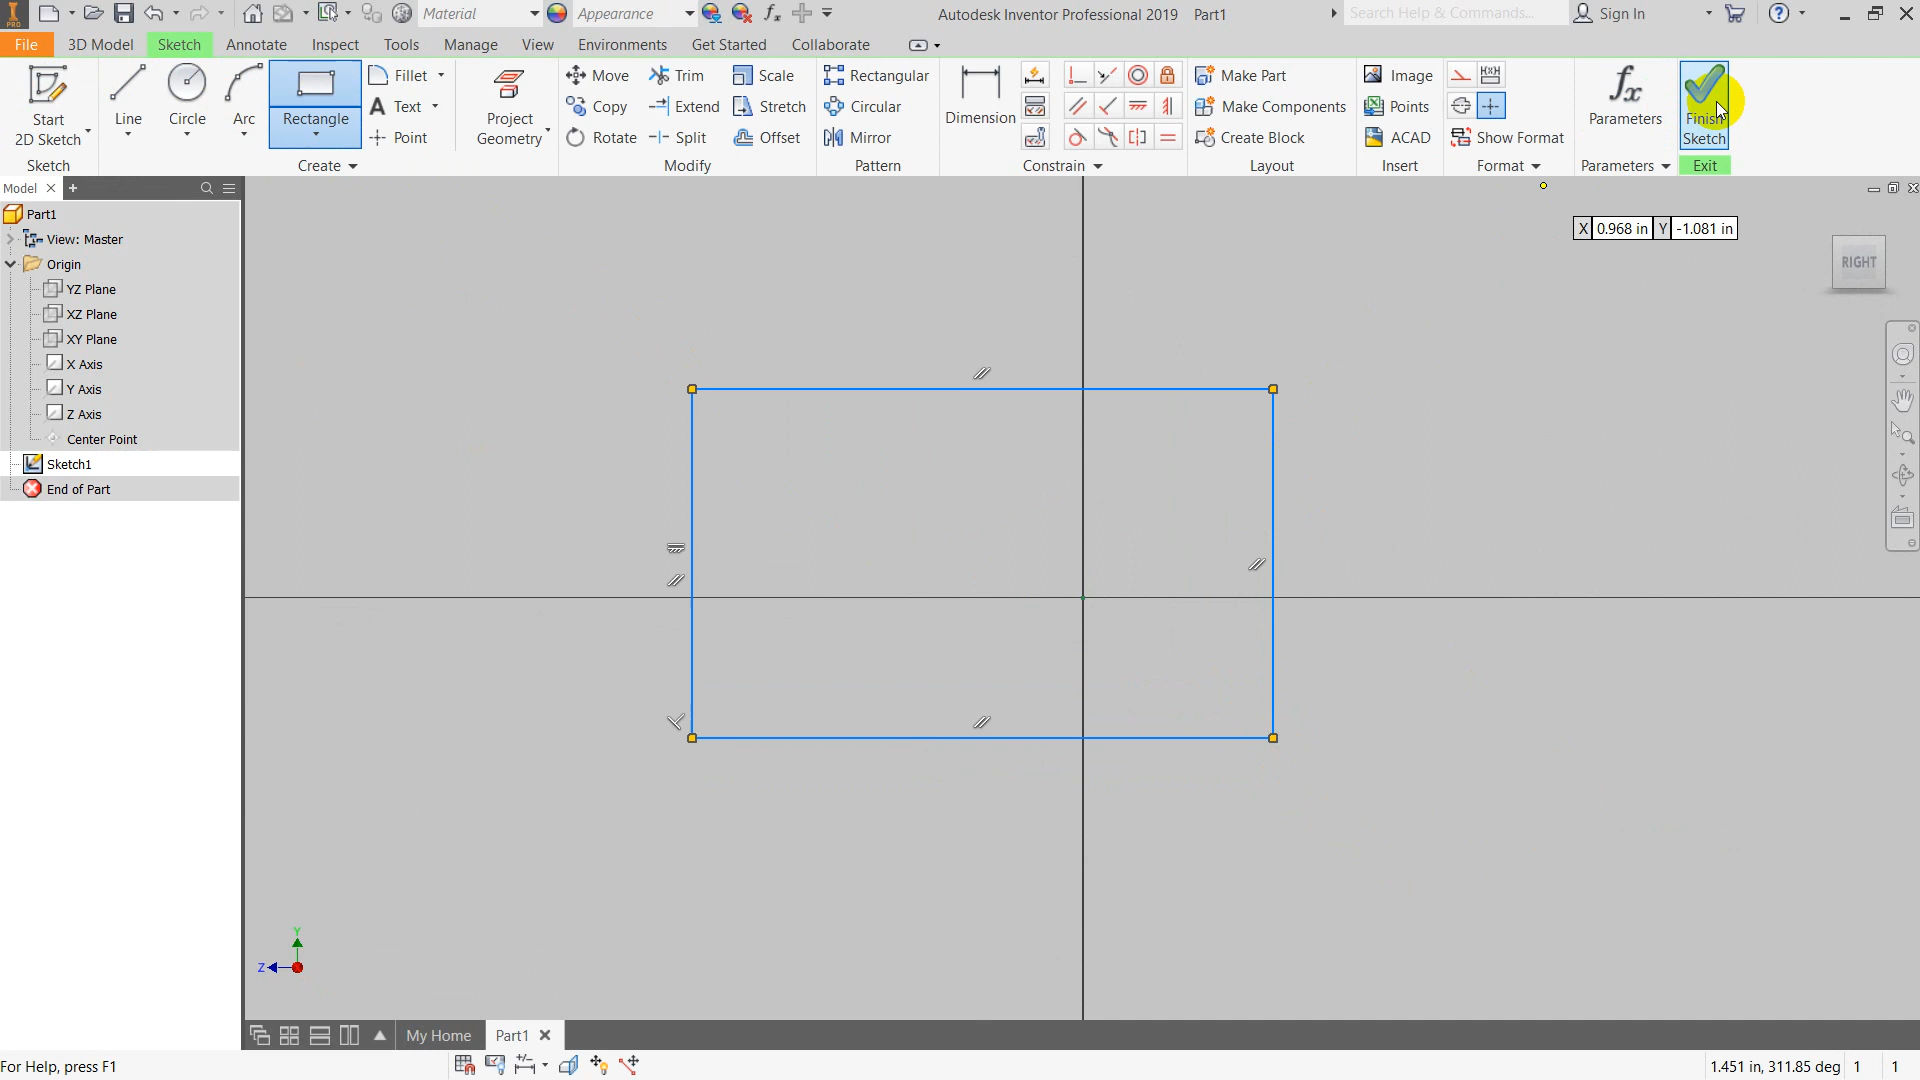 PRO
Material
Appearance
Autodesk Inventor Professional 2019 Part1
Search Help & Commands...
Sign In
File 3D Model Sketch Annotate Inspect Tools Manage View Environments Get Started Collaborate
Start
2D Sketch
Line
Circle
Arc
Rectangle
Fillet
Text
Point
Project
Geometry
Move
Copy
Rotate
Trim
Extend
Split
Scale
Stretch
Offset
Rectangular
Circular
Mirror
Dimension
Make Part
Make Components
Create Block
Image
Points
ACAD
Show Format
fx
Parameters
Finish
Sketch
Sketch Create Modify Pattern Constrain Layout Insert Format Parameters Exit
Model
Part1
View: Master
Origin
YZ Plane
XZ Plane
XY Plane
X Axis
Y Axis
Z Axis
Center Point
Sketch1
End of Part
X 0.968 in Y -1.081 in
RIGHT
Y
Z
My Home Part1
For Help, press F1
1.451 in, 311.85 deg 1 1